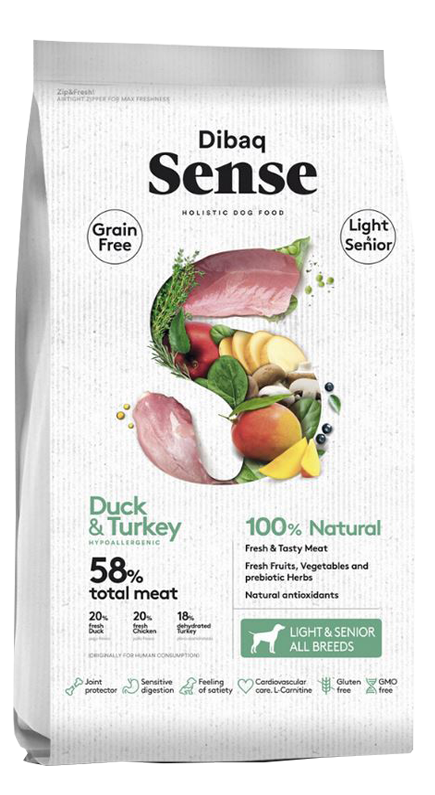 Zip&Fresh!
AIRTIGHT ZIPPER FOR MAX FRESHNESS
Dibaq
Sense
HOLISTIC DOG FOOD
Grain
Free
Light
&
Senior
Duck
& Turkey
HYPOALLERGENIC
58%
total meat
20%
fresh
Duck
20%
fresh
Chicken
18%
dehydrated
Turkey
(ORIGINALLY FOR HUMAN CONSUMPTION)
100% Natural
Fresh & Tasty Meat
Fresh Fruits, Vegetables and
prebiotic Herbs
Natural antioxidants
LIGHT & SENIOR
ALL BREEDS
Joint
protector
Sensitive
digestion
Feeling
of satiety
Cardiovascular
care. L-Carnitine
Gluten
free
GMO
free